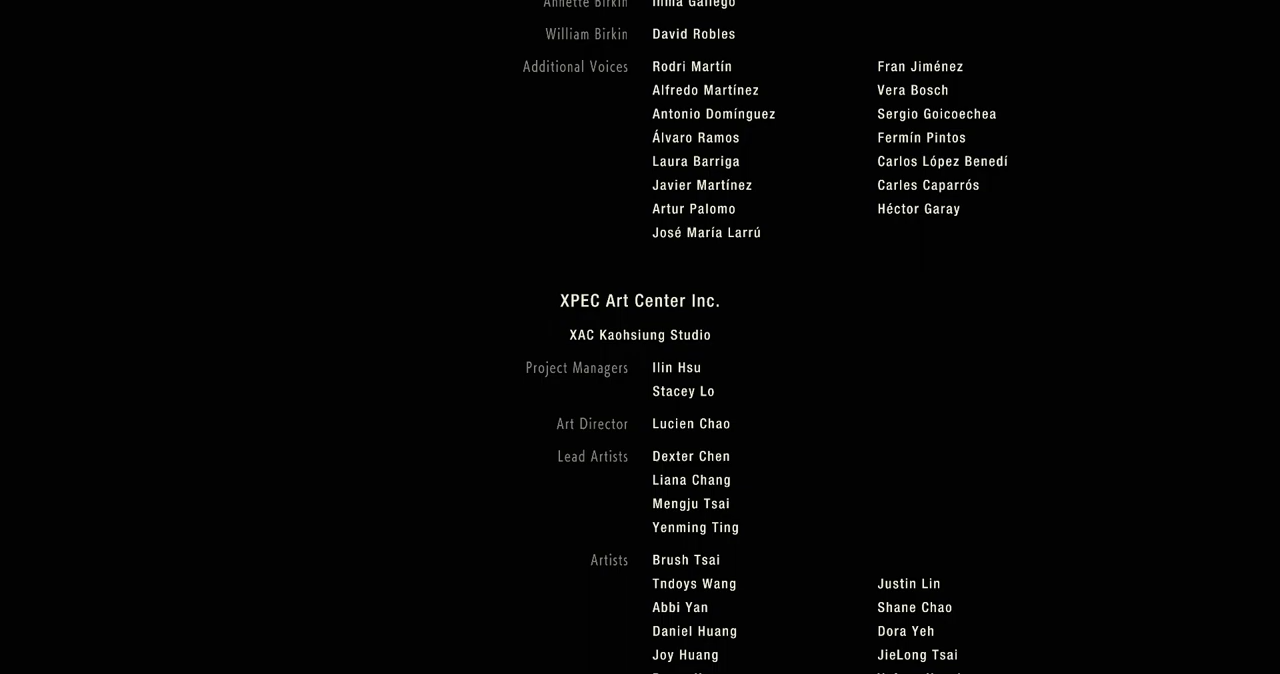 Annette Birkin Inma Gallego
William Birkin David Robles
Additional Voices Rodri Martín Fran Jiménez
Alfredo Martínez Vera Bosch
Antonio Domínguez Sergio Goicoechea
Álvaro Ramos Fermín Pintos
Laura Barriga Carlos López Benedí
Javier Martínez Carles Caparrós
Artur Palomo Héctor Garay
José María Larrú
XPEC Art Center Inc.
XAC Kaohsiung Studio
Project Managers Ilin Hsu
Stacey Lo
Art Director Lucien Chao
Lead Artists Dexter Chen
Liana Chang
Mengju Tsai
Yenming Ting
Artists Brush Tsai
Tndoys Wang Justin Lin
Abbi Yan Shane Chao
Daniel Huang Dora Yeh
Joy Huang JieLong Tsai